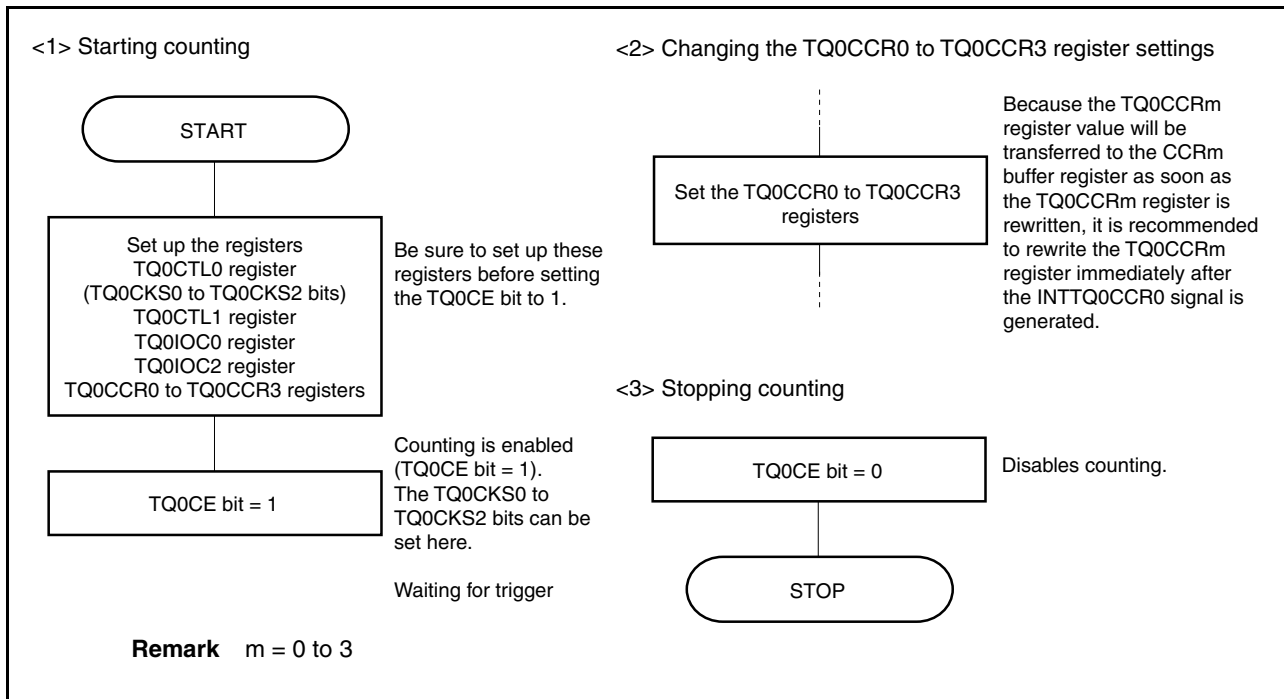 <1> Starting counting
START
Set up the registers
TQ0CTL0 register
(TQ0CKS0 to TQ0CKS2 bits)
TQ0CTL1 register
TQ0IOC0 register
TQ0IOC2 register
TQ0CCR0 to TQ0CCR3 registers
Be sure to set up these
registers before setting
the TQ0CE bit to 1.
TQ0CE bit = 1
Counting is enabled
(TQ0CE bit = 1).
The TQ0CKS0 to
TQ0CKS2 bits can be
set here.
Waiting for trigger
<2> Changing the TQ0CCR0 to TQ0CCR3 register settings
Set the TQ0CCR0 to TQ0CCR3
registers
Because the TQ0CCRm
register value will be
transferred to the CCRm
buffer register as soon as
the TQ0CCRm register is
rewritten, it is recommended
to rewrite the TQ0CCRm
register immediately after
the INTTQ0CCR0 signal is
generated.
<3> Stopping counting
TQ0CE bit = 0
Disables counting.
STOP
Remark m = 0 to 3